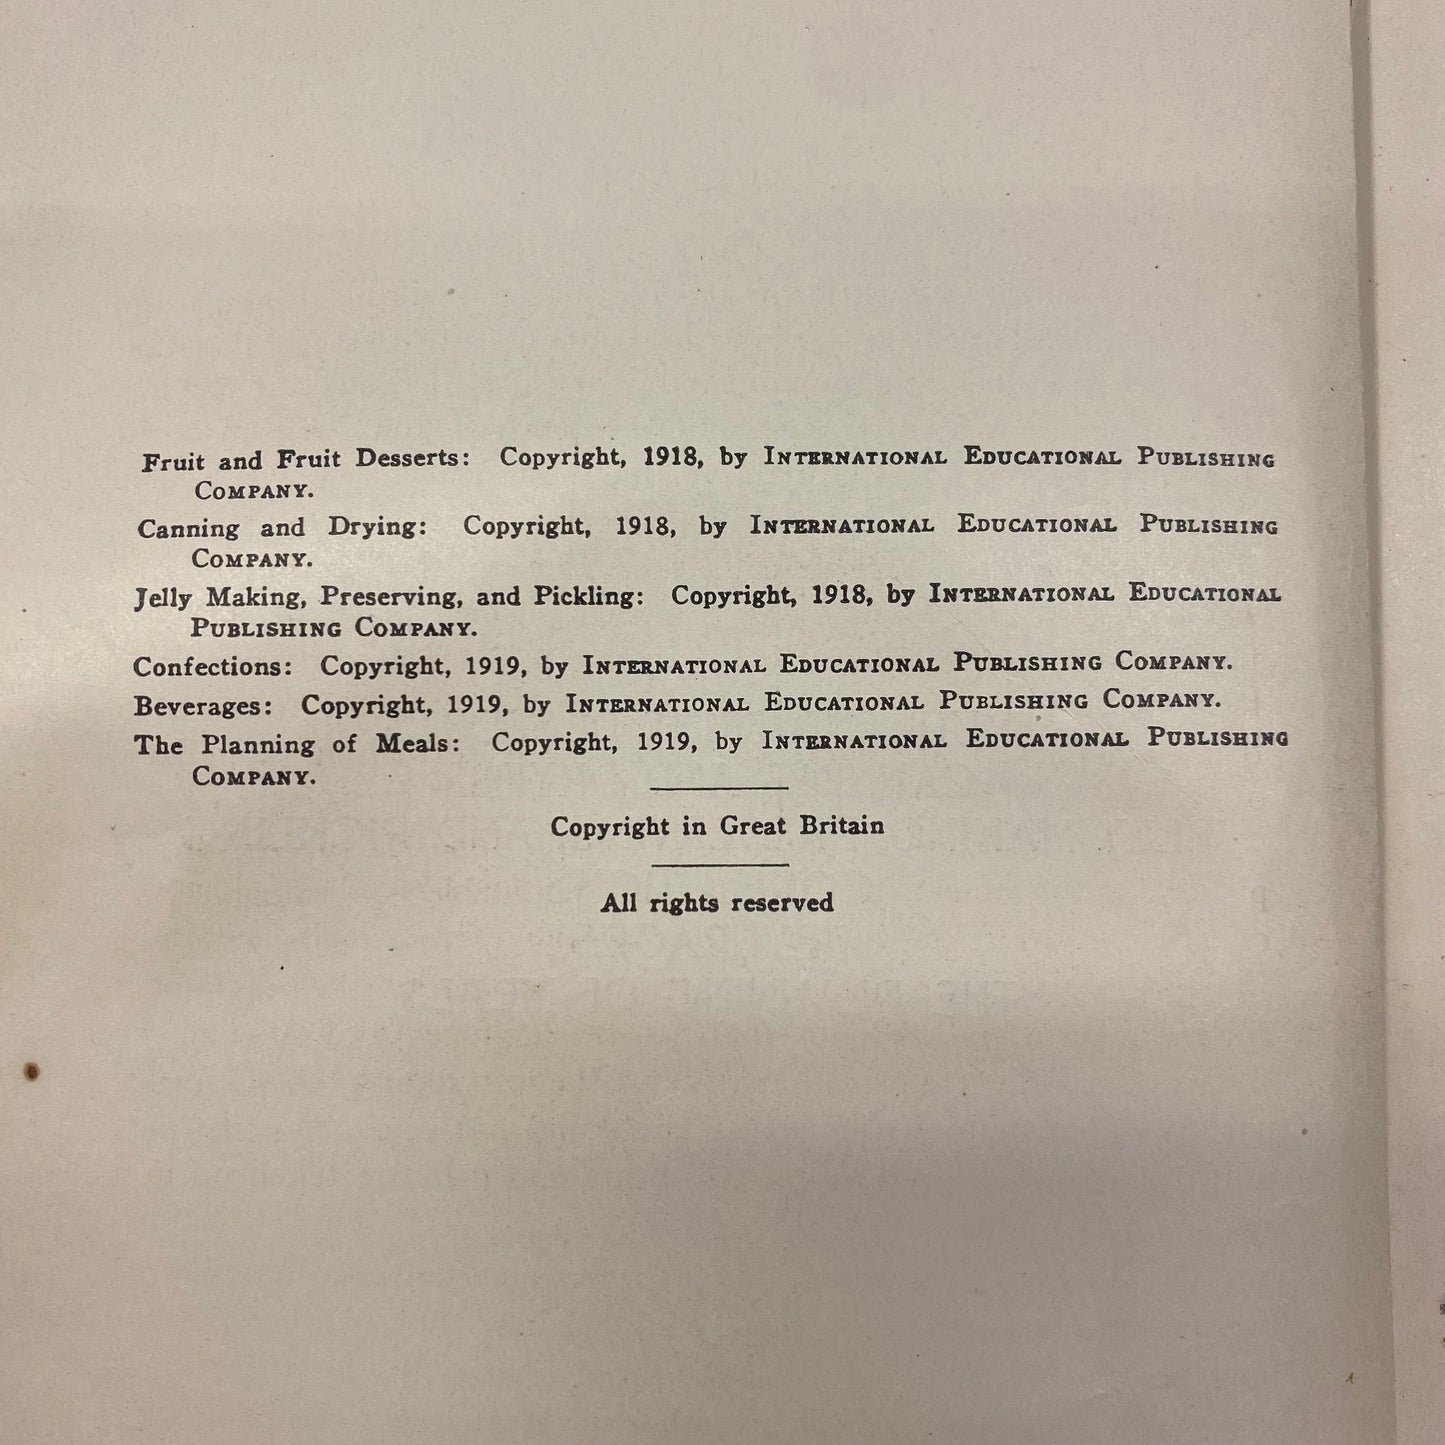 Fruit and Fruit Desserts: Copyright, 1918, by INTERNATIONAL EDUCATIONAL PUBLISHING
COMPANY.
Canning and Drying: Copyright, 1918, by INTERNATIONAL EDUCATIONAL PUBLISHING
COMPANY.
Jelly Making, Preserving, and Pickling: Copyright, 1918, by INTERNATIONAL EDUCATIONAL
PUBLISHING COMPANY.
Confections: Copyright, 1919, by INTERNATIONAL EDUCATIONAL PUBLISHING COMPANY.
Beverages: Copyright, 1919, by INTERNATIONAL EDUCATIONAL PUBLISHING COMPANY.
The Planning of Meals: Copyright, 1919, by INTERNATIONAL EDUCATIONAL PUBLISHING
COMPANY.
Copyright in Great Britain
All rights reserved